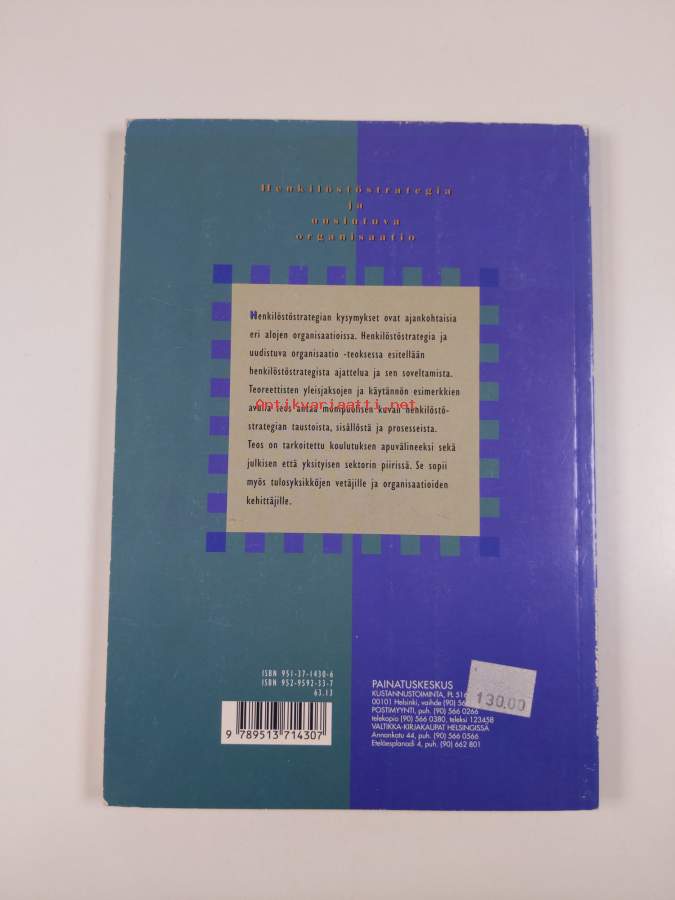 Henkilöstöstrategia
ja
uusiutuva
organisaatio
Henkilöstöstrategian kysymykset ovat ajankohtaisia
eri alojen organisaatioissa. Henkilöstöstrategia ja
uudistuva organisaatio -teoksessa esitellään
henkilöstöstrategista ajattelua ja sen soveltamista.
Teoreettisten yleisjaksojen ja käytännön esimerkkien
avulla teos antaa monipuolisen kuvan henkilöstö-
Antikvariaatti.net
strategian taustoista, sisällöstä ja prosesseista.
Teos on tarkoitettu koulutuksen apuvälineeksi sekä
julkisen että yksityisen sektorin piirissä. Se sopii
myös tulosyksikköjen vetäjille ja organisaatioiden
kehittäjille.
ISBN 951-37-1430-6
ISBN 952-9592-33-7
63.13
9 789513 714307
PAINATUSKESKUS
KUSTANNUSTOIMINTA, PL 516
00101 Helsinki, vaihde (90) 56
POSTIMYYNTI, puh. (90) 566 0266
telekopio (90) 566 0380, teleksi 123458
VALTIKKA-KIRJAKAUPAT HELSINGISSÄ
Annankatu 44, puh. (90) 566 0566
Eteläesplanadi 4, puh. (90) 662 801
130.00